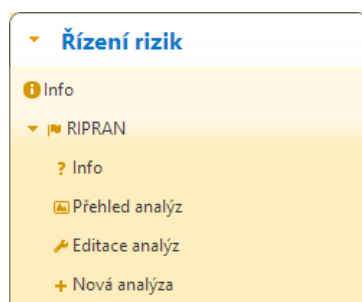 Řízení rizik
Info
RIPRAN
Info
Přehled analýz
Editace analýz
Nová analýza